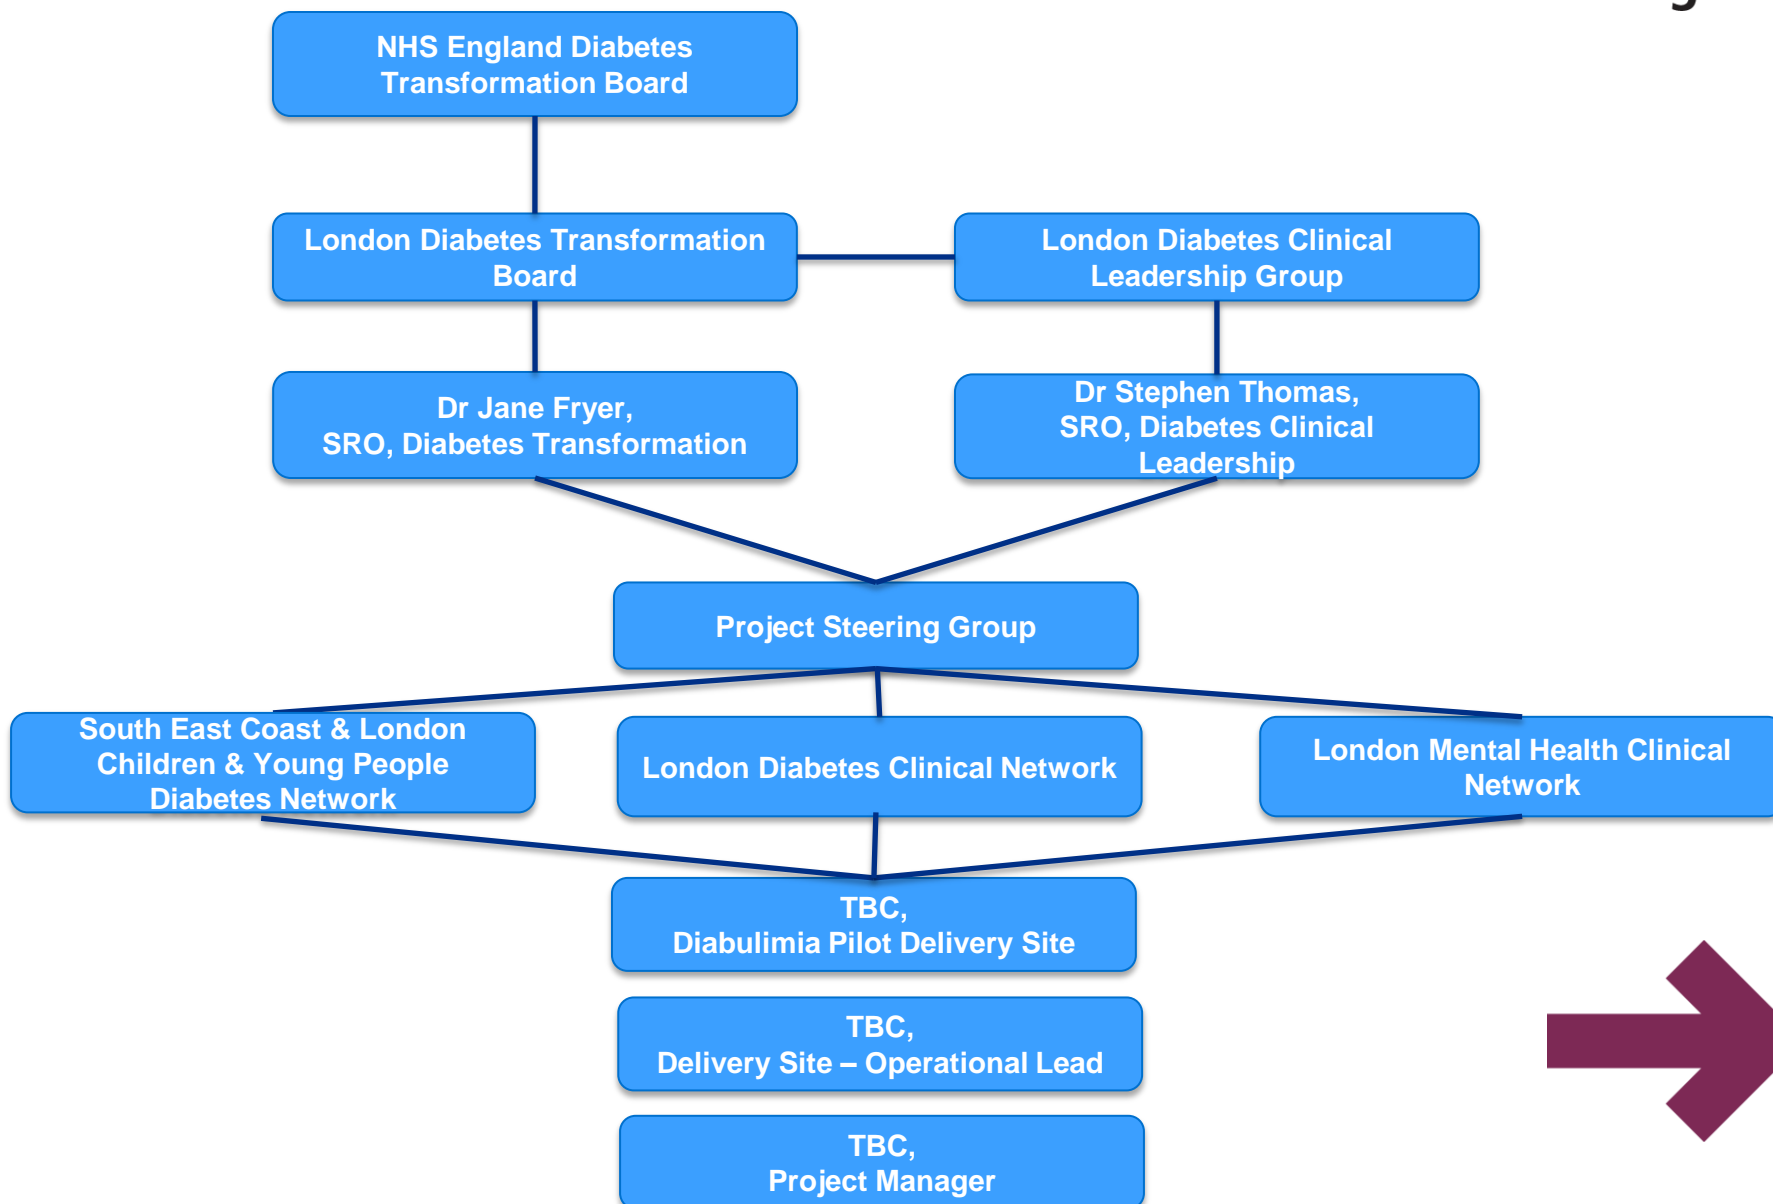 NHS England Diabetes
Transformation Board
London Diabetes Transformation
Board
London Diabetes Clinical
Leadership Group
Dr Jane Fryer,
SRO, Diabetes Transformation
Dr Stephen Thomas,
SRO, Diabetes Clinical
Leadership
Project Steering Group
South East Coast & London
Children & Young People
Diabetes Network
London Diabetes Clinical Network
London Mental Health Clinical
Network
TBC,
Diabulimia Pilot Delivery Site
TBC,
Delivery Site – Operational Lead
TBC,
Project Manager